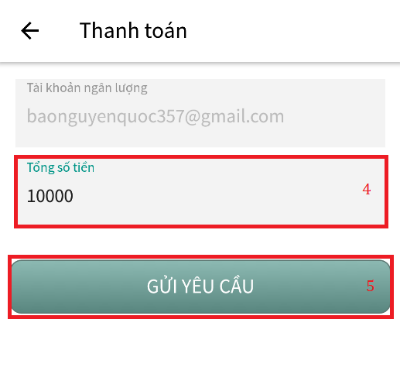 Thanh toán
Tài khoản ngân lượng
baonguyenquoc357@gmail.com
Tổng số tiền
10000
4
GỬI YÊU CẦU
5